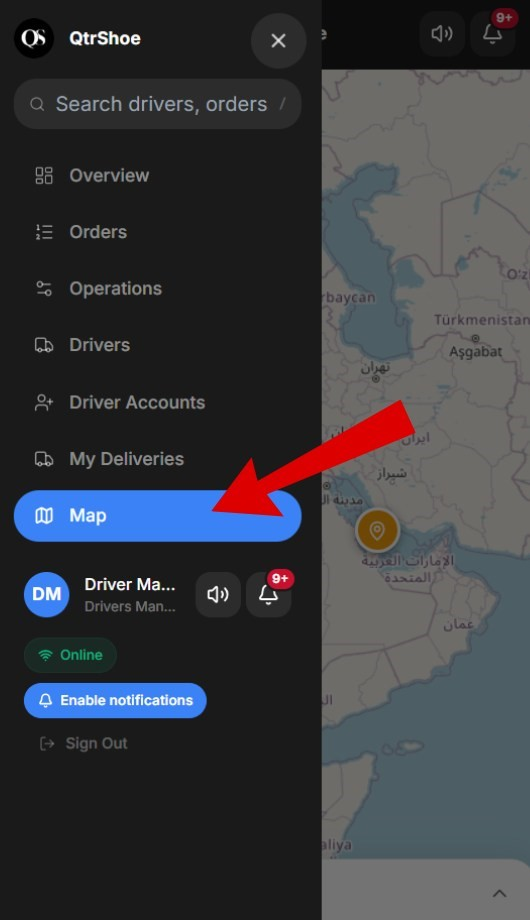 QS
QtrShoe
9+
Search drivers, orders /
Overview
Orders
Operations
Drivers
Driver Accounts
My Deliveries
Map
DM
Driver Ma...
Drivers Man...
9+
Online
Enable notifications
Sign Out
e
rbaycan
Oʻz
Türkmenistan
Aşgabat
تهران
ایران
شیراز
مدينة ال
الإمارات العربية
المتحدة
عمان
aliya